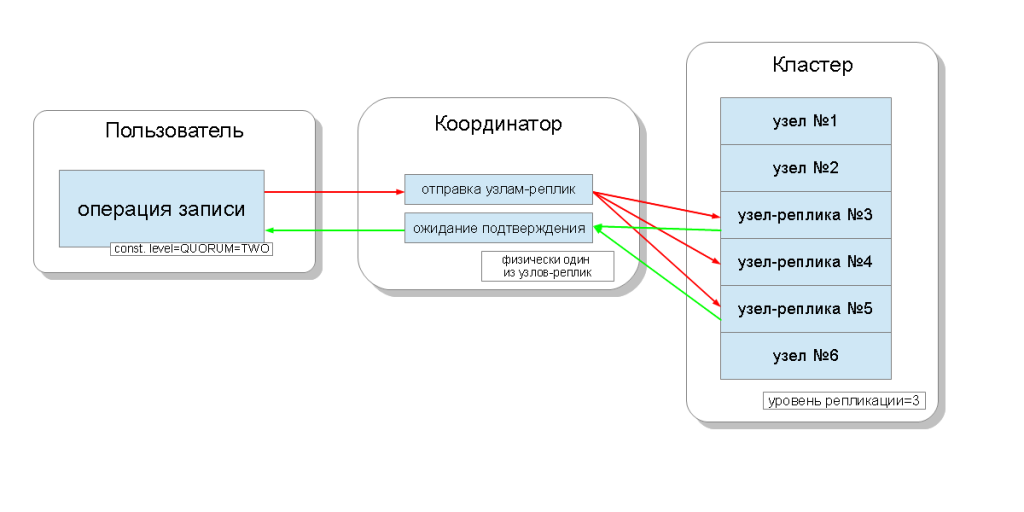 Пользователь
операция записи
const. level=QUORUM=TWO
Координатор
отправка узлам-реплик
ожидание подтверждения
физически один
из узлов-реплик
Кластер
узел №1
узел №2
узел-реплика №3
узел-реплика №4
узел-реплика №5
узел №6
уровень репликации=3